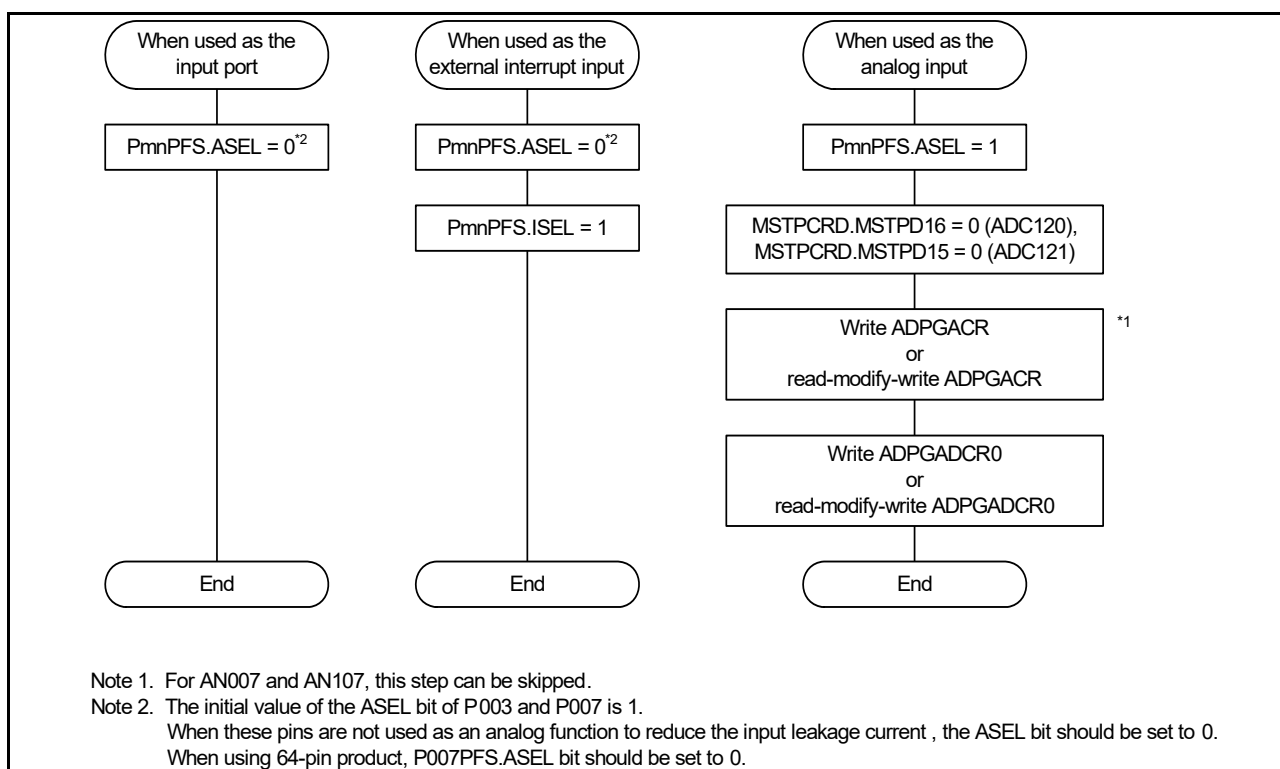 When used as the
input port
PmnPFS.ASEL = 0*2
End
When used as the
external interrupt input
PmnPFS.ASEL = 0*2
PmnPFS.ISEL = 1
End
When used as the
analog input
PmnPFS.ASEL = 1
MSTPCRD.MSTPD16 = 0 (ADC120),
MSTPCRD.MSTPD15 = 0 (ADC121)
Write ADPGACR
or
read-modify-write ADPGACR
*1
Write ADPGADCR0
or
read-modify-write ADPGADCR0
End
Note 1. For AN007 and AN107, this step can be skipped.
Note 2. The initial value of the ASEL bit of P003 and P007 is 1.
When these pins are not used as an analog function to reduce the input leakage current , the ASEL bit should be set to 0.
When using 64-pin product, P007PFS.ASEL bit should be set to 0.